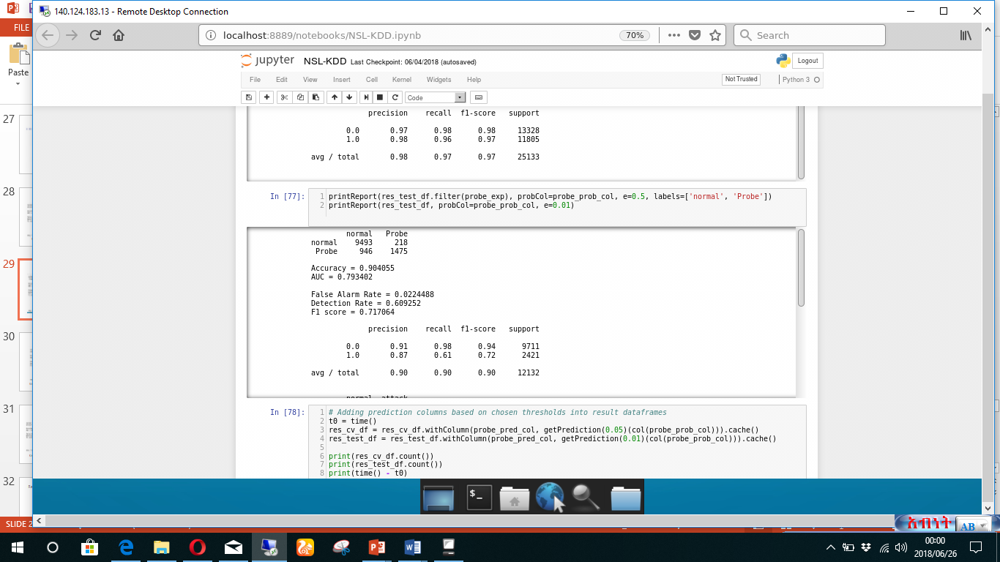 140.124.183.13 - Remote Desktop Connection
FILE
Paste
27
28
29
30
31
32
localhost:8889/notebooks/NSL-KDD.ipynb
70%
Search
jupyter NSL-KDD Last Checkpoint: 06/04/2018 (autosaved)
Logout
File Edit View Insert Cell Kernel Widgets Help
Not Trusted
Python 3
Code
precision recall f1-score support
0.0 0.97 0.98 0.98 13328
1.0 0.98 0.96 0.97 11805
avg / total 0.98 0.97 0.97 25133
In [77]:
1 printReport(res_test_df.filter(probe_exp), probCol=probe_prob_col, e=0.5, labels=['normal', 'Probe'])
2 printReport(res_test_df, probCol=probe_prob_col, e=0.01)
normal Probe
normal 9493 218
Probe 946 1475
Accuracy = 0.904055
AUC = 0.793402
False Alarm Rate = 0.0224488
Detection Rate = 0.609252
F1 score = 0.717064
precision recall f1-score support
0.0 0.91 0.98 0.94 9711
1.0 0.87 0.61 0.72 2421
avg / total 0.90 0.90 0.90 12132
normal attack
In [78]:
1 # Adding prediction columns based on chosen thresholds into result dataframes
2 t0 = time()
3 res_cv_df = res_cv_df.withColumn(probe_pred_col, getPrediction(0.05)(col(probe_prob_col))).cache()
4 res_test_df = res_test_df.withColumn(probe_pred_col, getPrediction(0.01)(col(probe_prob_col))).cache()
5
6 print(res_cv_df.count())
7 print(res_test_df.count())
8 print(time() - t0)
$_
SLIDE 2
አብነት
AB
00:00
2018/06/26